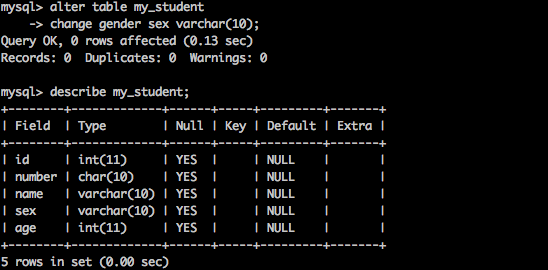 mysql> alter table my_student
    -> change gender sex varchar(10);
Query OK, 0 rows affected (0.13 sec)
Records: 0  Duplicates: 0  Warnings: 0

mysql> describe my_student;
+--------+-------------+------+-----+---------+-------+
| Field  | Type        | Null | Key | Default | Extra |
+--------+-------------+------+-----+---------+-------+
| id     | int(11)     | YES  |     | NULL    |       |
| number | char(10)    | YES  |     | NULL    |       |
| name   | varchar(10) | YES  |     | NULL    |       |
| sex    | varchar(10) | YES  |     | NULL    |       |
| age    | int(11)     | YES  |     | NULL    |       |
+--------+-------------+------+-----+---------+-------+
5 rows in set (0.00 sec)